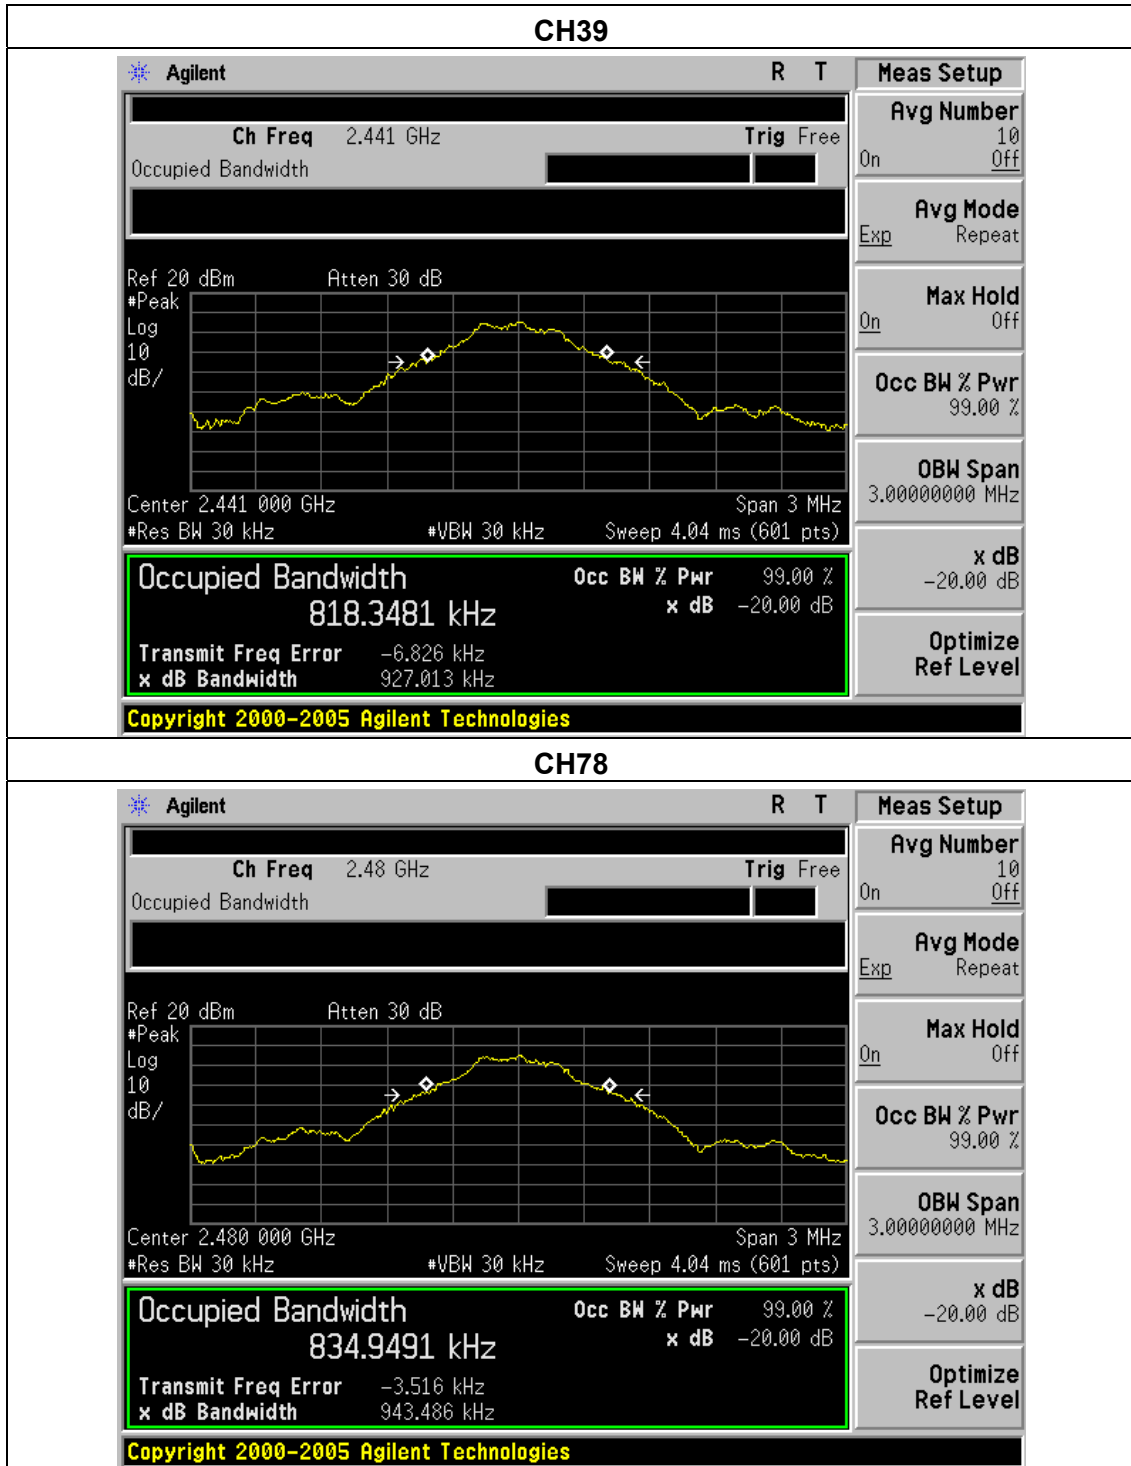 CH39
Agilent R T Meas Setup
Ch Freq 2.441 GHz Trig Free
Occupied Bandwidth
Avg Number
10
On Off
Avg Mode
Exp Repeat
Max Hold
On Off
Occ BW % Pwr
99.00 %
OBW Span
3.00000000 MHz
x dB
-20.00 dB
Optimize
Ref Level
Ref 20 dBm Atten 30 dB
#Peak
Log
10
dB/
Center 2.441 000 GHz Span 3 MHz
#Res BW 30 kHz #VBW 30 kHz Sweep 4.04 ms (601 pts)
Occupied Bandwidth Occ BW % Pwr 99.00 %
818.3481 kHz x dB -20.00 dB
Transmit Freq Error -6.826 kHz
x dB Bandwidth 927.013 kHz
Copyright 2000-2005 Agilent Technologies
CH78
Agilent R T Meas Setup
Ch Freq 2.48 GHz Trig Free
Occupied Bandwidth
Avg Number
10
On Off
Avg Mode
Exp Repeat
Max Hold
On Off
Occ BW % Pwr
99.00 %
OBW Span
3.00000000 MHz
x dB
-20.00 dB
Optimize
Ref Level
Ref 20 dBm Atten 30 dB
#Peak
Log
10
dB/
Center 2.480 000 GHz Span 3 MHz
#Res BW 30 kHz #VBW 30 kHz Sweep 4.04 ms (601 pts)
Occupied Bandwidth Occ BW % Pwr 99.00 %
834.9491 kHz x dB -20.00 dB
Transmit Freq Error -3.516 kHz
x dB Bandwidth 943.486 kHz
Copyright 2000-2005 Agilent Technologies